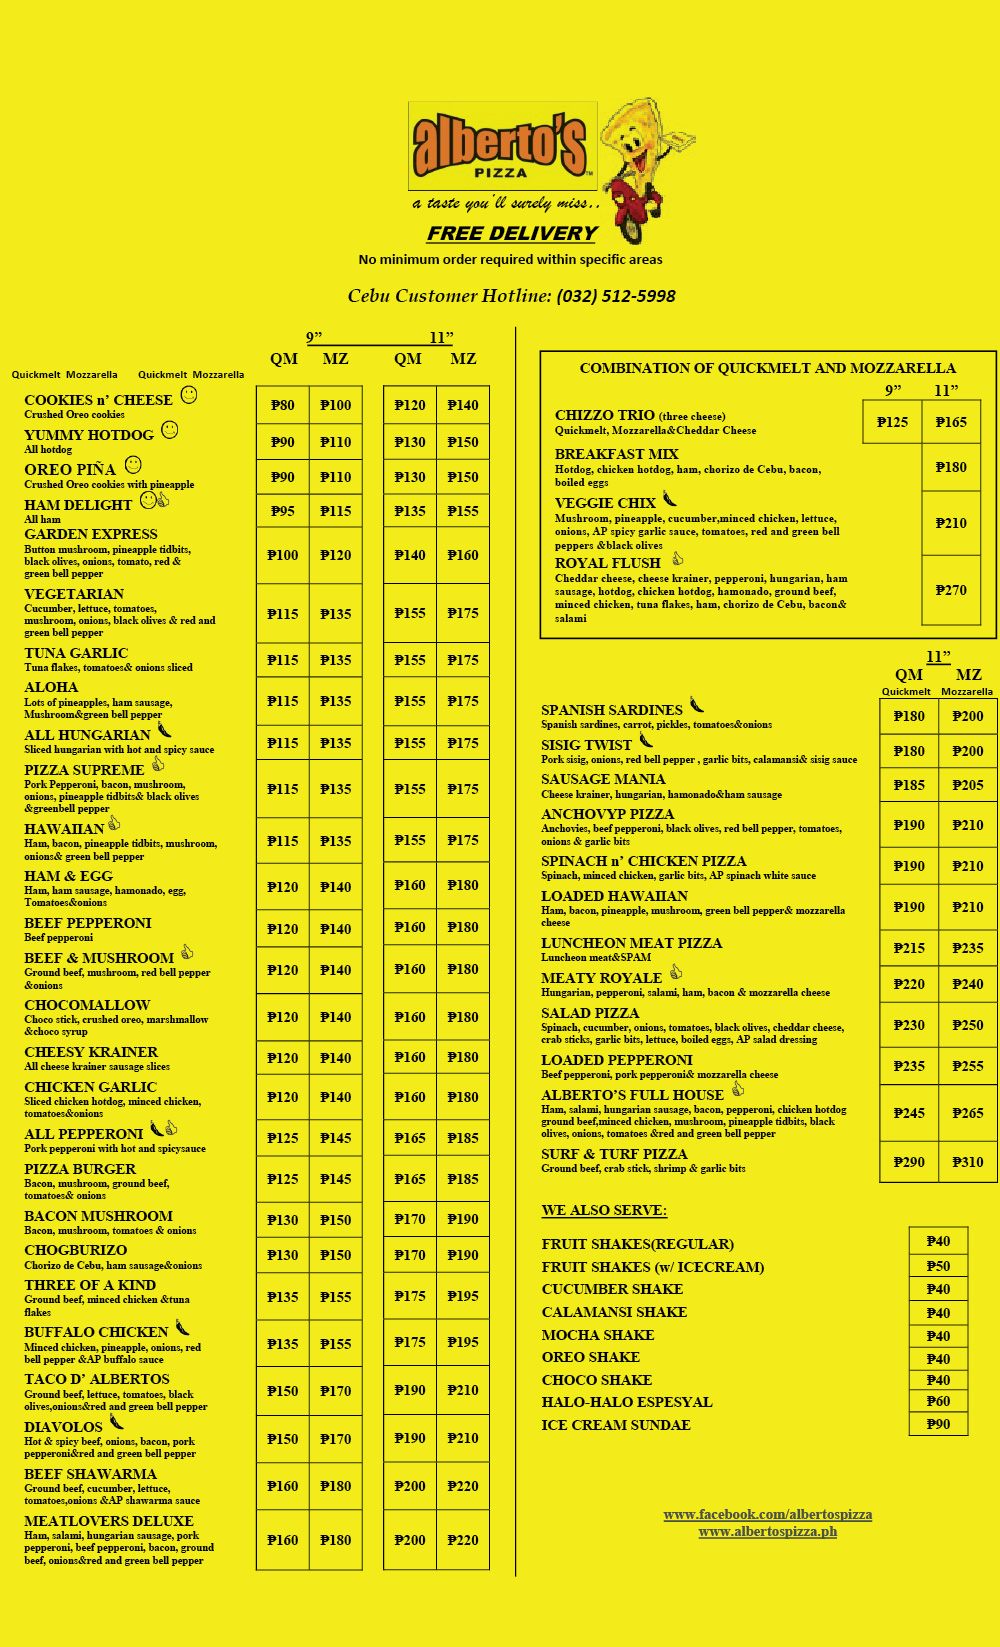 alberto's
PIZZA
TM
a taste you'll surely miss..
FREE DELIVERY
No minimum order required within specific areas
Cebu Customer Hotline: (032) 512-5998
9” 11”
QM MZ QM MZ
Quickmelt Mozzarella Quickmelt Mozzarella
COOKIES n’ CHEESE ₱80 ₱100 ₱120 ₱140
Crushed Oreo cookies
YUMMY HOTDOG ₱90 ₱110 ₱130 ₱150
All hotdog
OREO PIÑA ₱90 ₱110 ₱130 ₱150
Crushed Oreo cookies with pineapple
HAM DELIGHT ₱95 ₱115 ₱135 ₱155
All ham
GARDEN EXPRESS ₱100 ₱120 ₱140 ₱160
Button mushroom, pineapple tidbits,
black olives, onions, tomato, red &
green bell pepper
VEGETARIAN ₱115 ₱135 ₱155 ₱175
Cucumber, lettuce, tomatoes,
mushroom, onions, black olives & red and
green bell pepper
TUNA GARLIC ₱115 ₱135 ₱155 ₱175
Tuna flakes, tomatoes& onions sliced
ALOHA ₱115 ₱135 ₱155 ₱175
Lots of pineapples, ham sausage,
Mushroom&green bell pepper
ALL HUNGARIAN ₱115 ₱135 ₱155 ₱175
Sliced hungarian with hot and spicy sauce
PIZZA SUPREME ₱115 ₱135 ₱155 ₱175
Pork Pepperoni, bacon, mushroom,
onions, pineapple tidbits& black olives
&greenbell pepper
HAWAIIAN ₱115 ₱135 ₱155 ₱175
Ham, bacon, pineapple tidbits, mushroom,
onions& green bell pepper
HAM & EGG ₱120 ₱140 ₱160 ₱180
Ham, ham sausage, hamonado, egg,
Tomatoes&onions
BEEF PEPPERONI ₱120 ₱140 ₱160 ₱180
Beef pepperoni
BEEF & MUSHROOM ₱120 ₱140 ₱160 ₱180
Ground beef, mushroom, red bell pepper
&onions
CHOCOMALLOW ₱120 ₱140 ₱160 ₱180
Choco stick, crushed oreo, marshmallow
&choco syrup
CHEESY KRAINER ₱120 ₱140 ₱160 ₱180
All cheese krainer sausage slices
CHICKEN GARLIC ₱120 ₱140 ₱160 ₱180
Sliced chicken hotdog, minced chicken,
tomatoes&onions
ALL PEPPERONI ₱125 ₱145 ₱165 ₱185
Pork pepperoni with hot and spicysauce
PIZZA BURGER ₱125 ₱145 ₱165 ₱185
Bacon, mushroom, ground beef,
tomatoes& onions
BACON MUSHROOM ₱130 ₱150 ₱170 ₱190
Bacon, mushroom, tomatoes & onions
CHOGBURIZO ₱130 ₱150 ₱170 ₱190
Chorizo de Cebu, ham sausage&onions
THREE OF A KIND ₱135 ₱155 ₱175 ₱195
Ground beef, minced chicken &tuna
flakes
BUFFALO CHICKEN ₱135 ₱155 ₱175 ₱195
Minced chicken, pineapple, onions, red
bell pepper &AP buffalo sauce
TACO D’ ALBERTOS ₱150 ₱170 ₱190 ₱210
Ground beef, lettuce, tomatoes, black
olives,onions&red and green bell pepper
DIAVOLOS ₱150 ₱170 ₱190 ₱210
Hot & spicy beef, onions, bacon, pork
pepperoni&red and green bell pepper
BEEF SHAWARMA ₱160 ₱180 ₱200 ₱220
Ground beef, cucumber, lettuce,
tomatoes,onions &AP shawarma sauce
MEATLOVERS DELUXE ₱160 ₱180 ₱200 ₱220
Ham, salami, hungarian sausage, pork
pepperoni, beef pepperoni, bacon, ground
beef, onions&red and green bell pepper
COMBINATION OF QUICKMELT AND MOZZARELLA
9” 11”
CHIZZO TRIO (three cheese) ₱125 ₱165
Quickmelt, Mozzarella&Cheddar Cheese
BREAKFAST MIX ₱180
Hotdog, chicken hotdog, ham, chorizo de Cebu, bacon,
boiled eggs
VEGGIE CHIX ₱210
Mushroom, pineapple, cucumber,minced chicken, lettuce,
onions, AP spicy garlic sauce, tomatoes, red and green bell
peppers &black olives
ROYAL FLUSH ₱270
Cheddar cheese, cheese krainer, pepperoni, hungarian, ham
sausage, hotdog, chicken hotdog, hamonado, ground beef,
minced chicken, tuna flakes, ham, chorizo de Cebu, bacon&
salami
11”
QM MZ
Quickmelt Mozzarella
SPANISH SARDINES ₱180 ₱200
Spanish sardines, carrot, pickles, tomatoes&onions
SISIG TWIST ₱180 ₱200
Pork sisig, onions, red bell pepper , garlic bits, calamansi& sisig sauce
SAUSAGE MANIA ₱185 ₱205
Cheese krainer, hungarian, hamonado&ham sausage
ANCHOVYP PIZZA ₱190 ₱210
Anchovies, beef pepperoni, black olives, red bell pepper, tomatoes,
onions & garlic bits
SPINACH n’ CHICKEN PIZZA ₱190 ₱210
Spinach, minced chicken, garlic bits, AP spinach white sauce
LOADED HAWAIIAN ₱190 ₱210
Ham, bacon, pineapple, mushroom, green bell pepper& mozzarella
cheese
LUNCHEON MEAT PIZZA ₱215 ₱235
Luncheon meat&SPAM
MEATY ROYALE ₱220 ₱240
Hungarian, pepperoni, salami, ham, bacon & mozzarella cheese
SALAD PIZZA ₱230 ₱250
Spinach, cucumber, onions, tomatoes, black olives, cheddar cheese,
crab sticks, garlic bits, lettuce, boiled eggs, AP salad dressing
LOADED PEPPERONI ₱235 ₱255
Beef pepperoni, pork pepperoni& mozzarella cheese
ALBERTO’S FULL HOUSE ₱245 ₱265
Ham, salami, hungarian sausage, bacon, pepperoni, chicken hotdog
ground beef,minced chicken, mushroom, pineapple tidbits, black
olives, onions, tomatoes &red and green bell pepper
SURF & TURF PIZZA ₱290 ₱310
Ground beef, crab stick, shrimp & garlic bits
WE ALSO SERVE:
FRUIT SHAKES(REGULAR) ₱40
FRUIT SHAKES (w/ ICECREAM) ₱50
CUCUMBER SHAKE ₱40
CALAMANSI SHAKE ₱40
MOCHA SHAKE ₱40
OREO SHAKE ₱40
CHOCO SHAKE ₱40
HALO-HALO ESPESYAL ₱60
ICE CREAM SUNDAE ₱90
www.facebook.com/albertospizza
www.albertospizza.ph